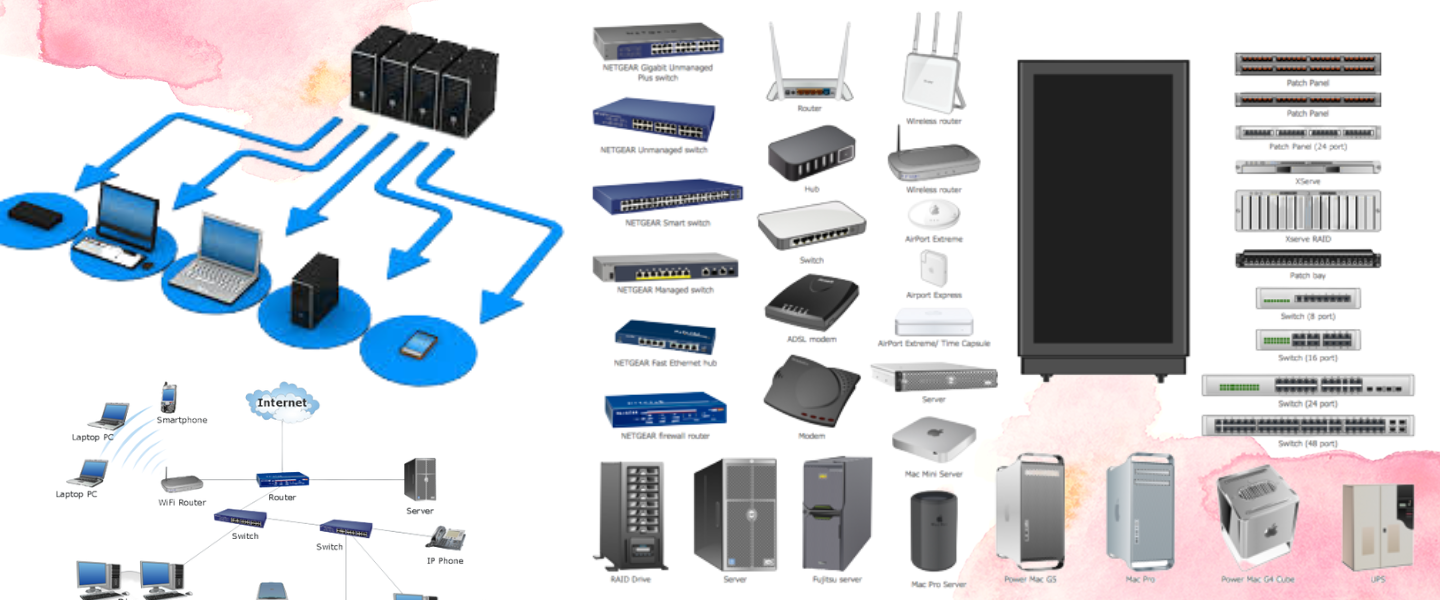 NETGEAR Gigabit Unmanaged
Plus switch
NETGEAR Unmanaged switch
NETGEAR Smart switch
NETGEAR Managed switch
NETGEAR Fast Ethernet hub
NETGEAR firewall router
Router
Hub
Switch
ADSL modem
Modem
Wireless router
Wireless router
AirPort Extreme
Airport Express
AirPort Extreme/ Time Capsule
Server
Mac Mini Server
Patch Panel
Patch Panel
Patch Panel (24 port)
XServe
Xserve RAID
Patch bay
Switch (8 port)
Switch (16 port)
Switch (24 port)
Switch (48 port)
RAID Drive
Server
Fujitsu server
Mac Pro Server
Power Mac G5
Mac Pro
Power Mac G4 Cube
UPS
Internet
Smartphone
Laptop PC
Laptop PC
WiFi Router
Router
Server
Switch
Switch
IP Phone